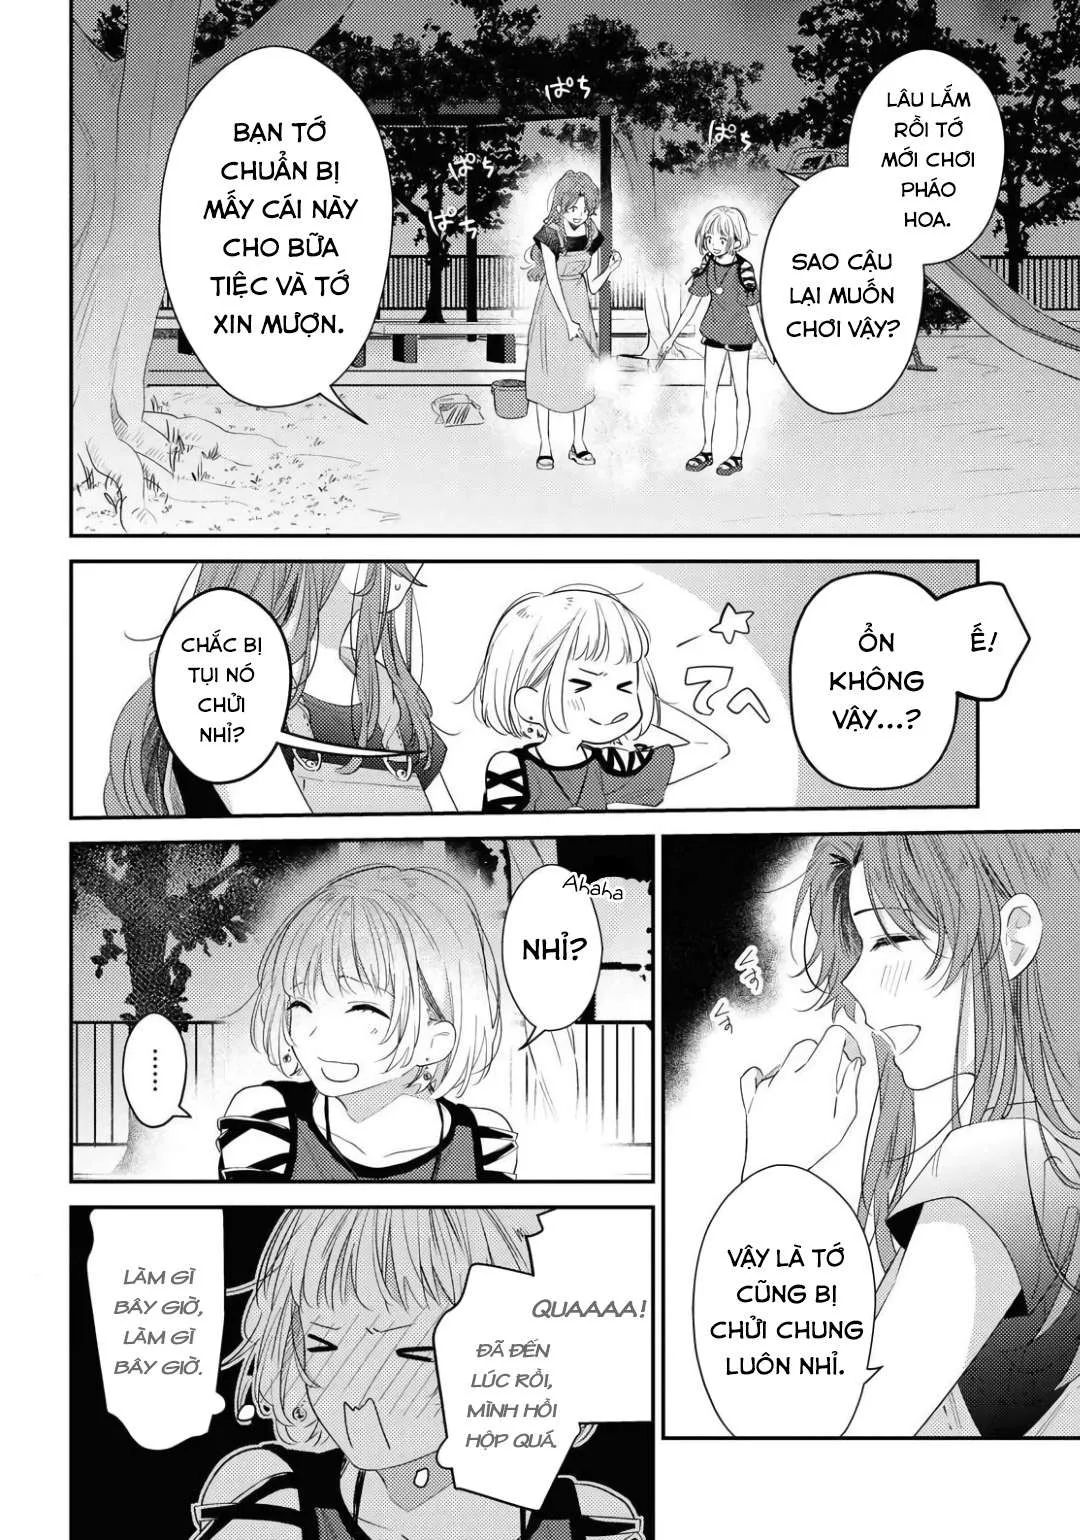 LÂU LẮM
RỒI TỚ
MỚI CHƠI
PHÁO
HOA.
SAO CẬU
LẠI MUỐN
CHƠI VẬY?
ぱち
ぱち
ぱち
ぱち
BẠN TỚ
CHUẨN BỊ
MẤY CÁI NÀY
CHO BỮA
TIỆC VÀ TỚ
XIN MƯỢN.
Ế!
ỔN
KHÔNG
VẬY...?
てへ
CHẮC BỊ
TỤI NÓ
CHỬI
NHỈ?
VẬY LÀ TỚ
CŨNG BỊ
CHỬI CHUNG
LUÔN NHỈ.
Ahaha
NHỈ?
......
QUAAAA!
ĐÃ ĐẾN
LÚC RỒI,
MÌNH HỒI
HỘP QUÁ.
LÀM GÌ
BÂY GIỜ,
LÀM GÌ
BÂY GIỜ.